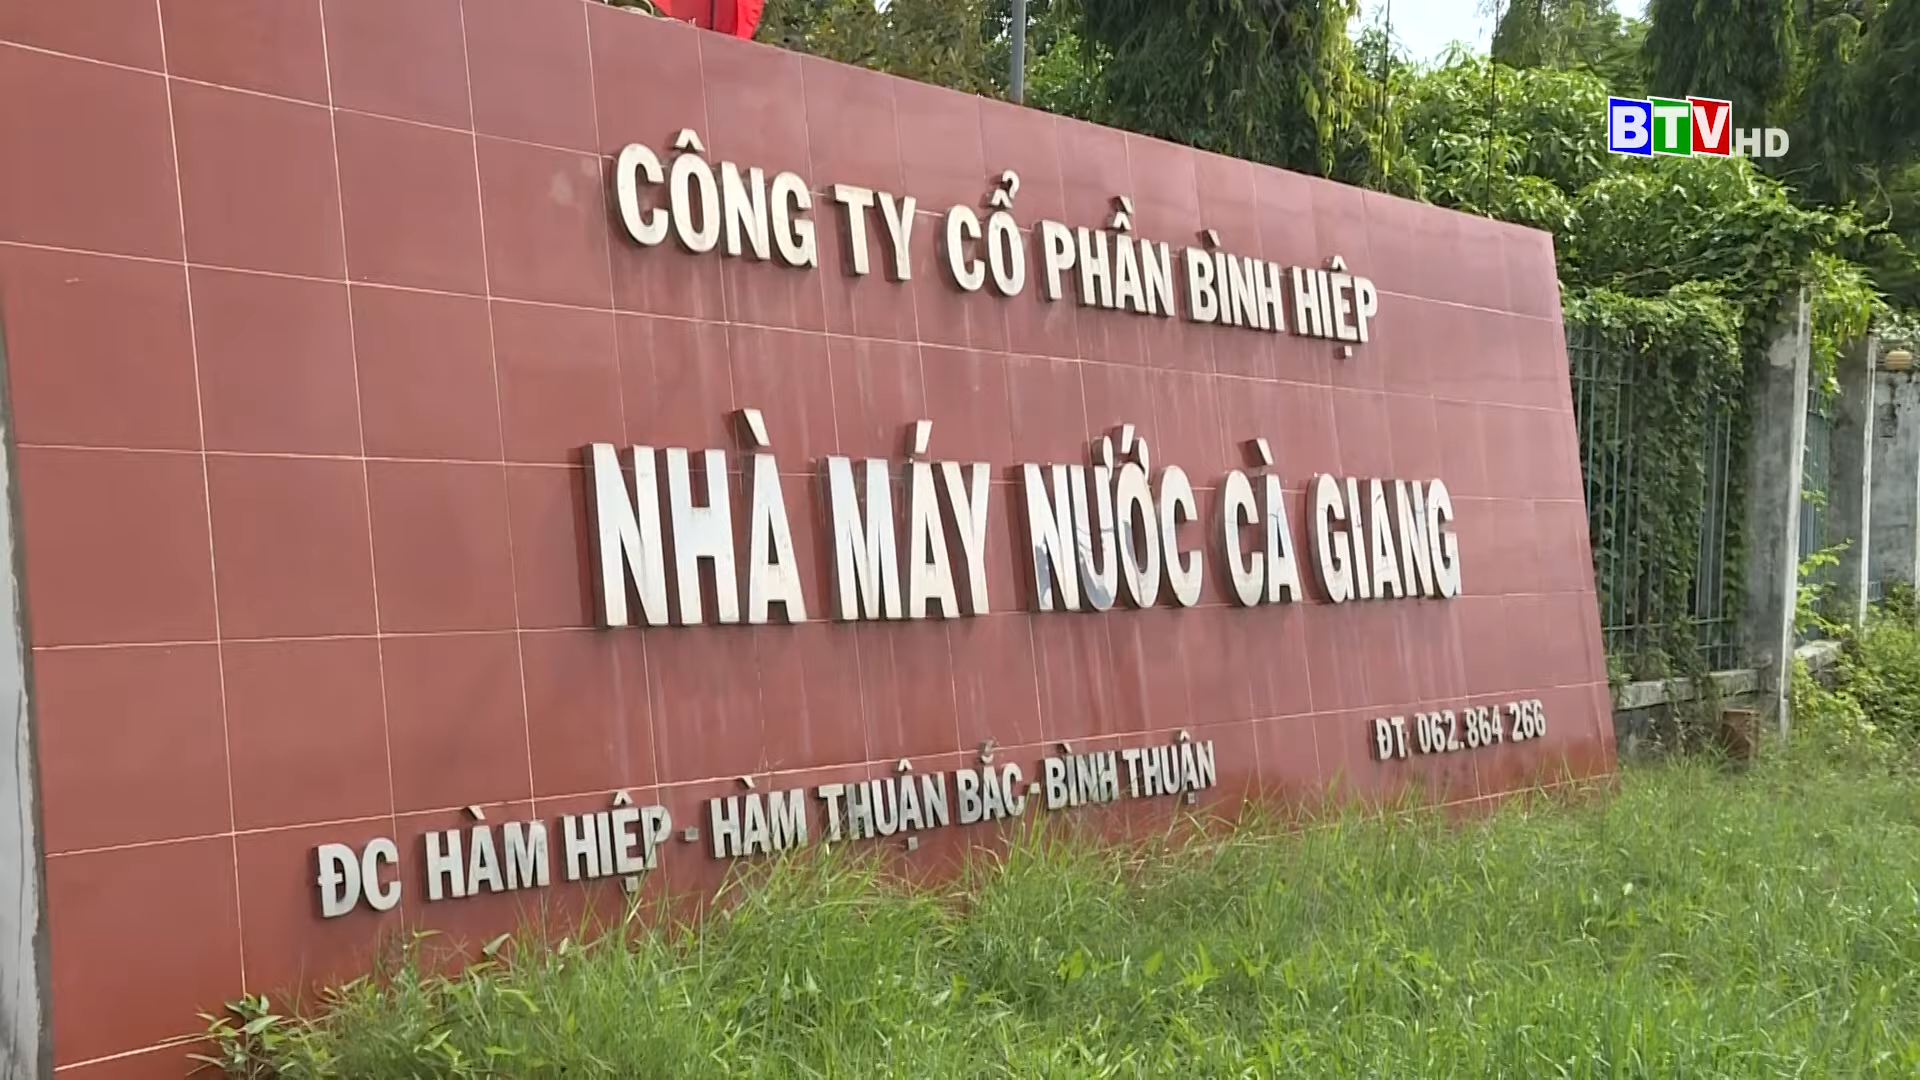 BTV HD
CÔNG TY CỔ PHẦN BÌNH HIỆP
NHÀ MÁY NƯỚC CÀ GIANG
ĐT. 062.864 266
ĐC HÀM HIỆP - HÀM THUẬN BẮC - BÌNH THUẬN